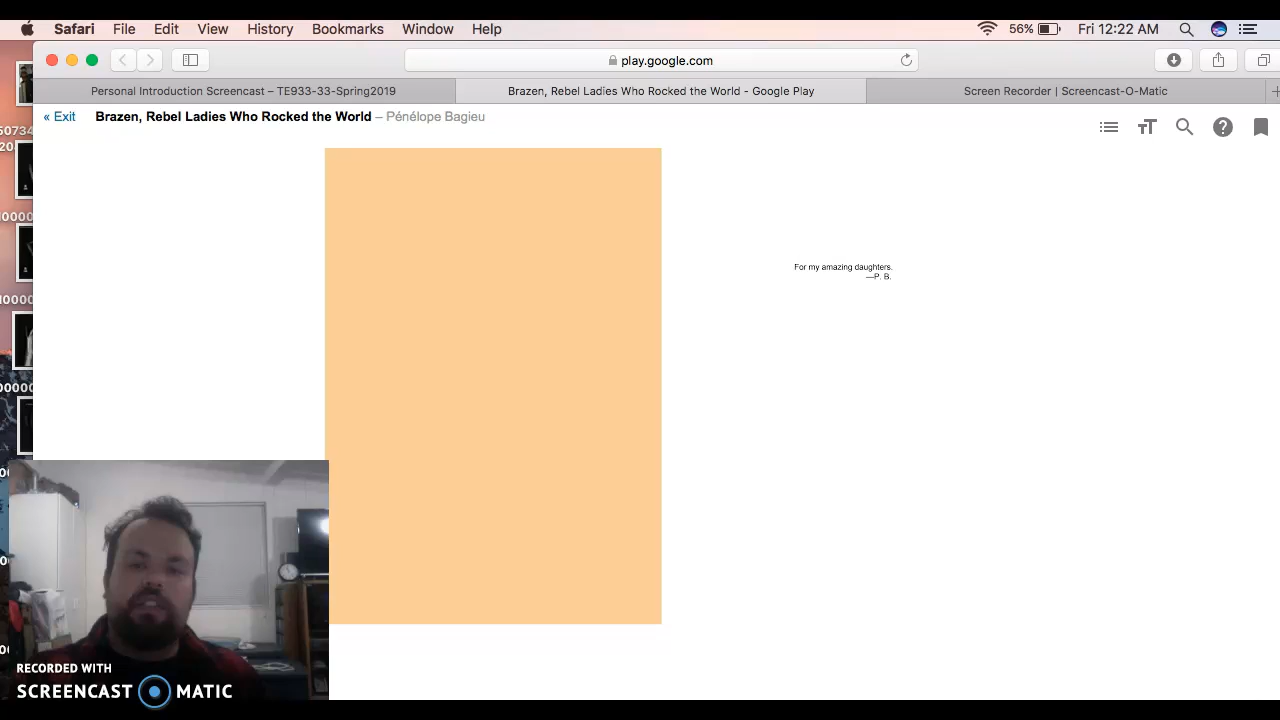 Safari File Edit View History Bookmarks Window Help 56% Fri 12:22 AM
play.google.com
Personal Introduction Screencast – TE933-33-Spring2019 Brazen, Rebel Ladies Who Rocked the World - Google Play Screen Recorder | Screencast-O-Matic
« Exit Brazen, Rebel Ladies Who Rocked the World – Pénélope Bagieu
For my amazing daughters.
—P. B.
RECORDED WITH
SCREENCAST MATIC